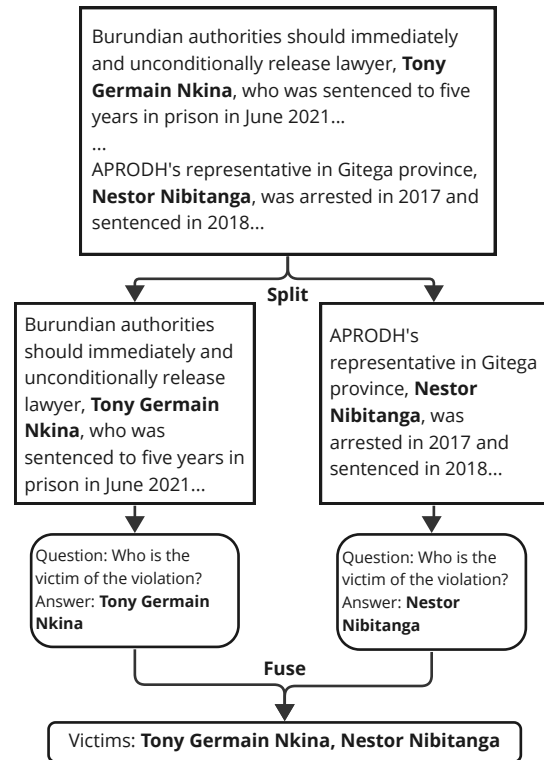 Burundian authorities should immediately
and unconditionally release lawyer, Tony
Germain Nkina, who was sentenced to five
years in prison in June 2021...
...
APRODH's representative in Gitega province,
Nestor Nibitanga, was arrested in 2017 and
sentenced in 2018...
Split
Burundian authorities
should immediately and
unconditionally release
lawyer, Tony Germain
Nkina, who was
sentenced to five years in
prison in June 2021...
APRODH's
representative in Gitega
province, Nestor
Nibitanga, was
arrested in 2017 and
sentenced in 2018...
Question: Who is the
victim of the violation?
Answer: Tony Germain
Nkina
Question: Who is the
victim of the violation?
Answer: Nestor
Nibitanga
Fuse
Victims: Tony Germain Nkina, Nestor Nibitanga